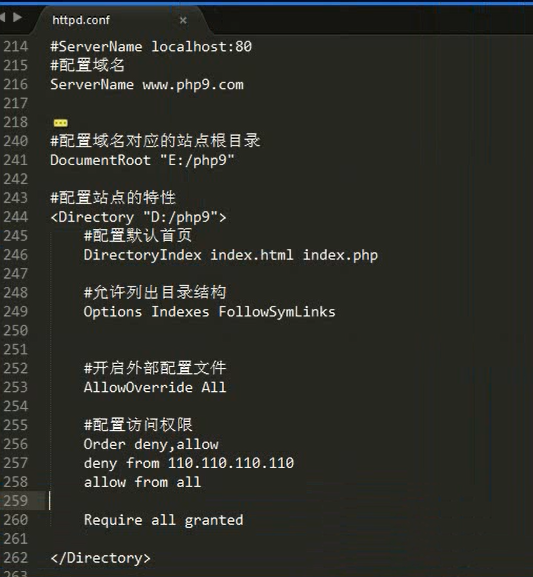 httpd.conf
214 #ServerName localhost:80
215 #配置域名
216 ServerName www.php9.com
217
218
240 #配置域名对应的站点根目录
241 DocumentRoot "E:/php9"
242
243 #配置站点的特性
244 <Directory "D:/php9">
245 #配置默认首页
246 DirectoryIndex index.html index.php
247
248 #允许列出目录结构
249 Options Indexes FollowSymLinks
250
251
252 #开启外部配置文件
253 AllowOverride All
254
255 #配置访问权限
256 Order deny,allow
257 deny from 110.110.110.110
258 allow from all
259
260 Require all granted
261
262 </Directory>
263